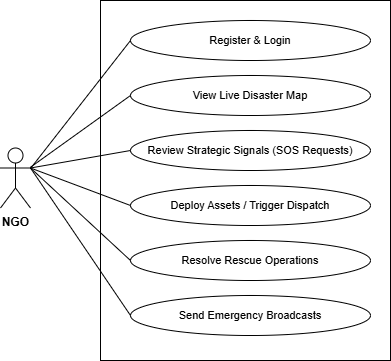 Register & Login
View Live Disaster Map
Review Strategic Signals (SOS Requests)
Deploy Assets / Trigger Dispatch
NGO
Resolve Rescue Operations
Send Emergency Broadcasts